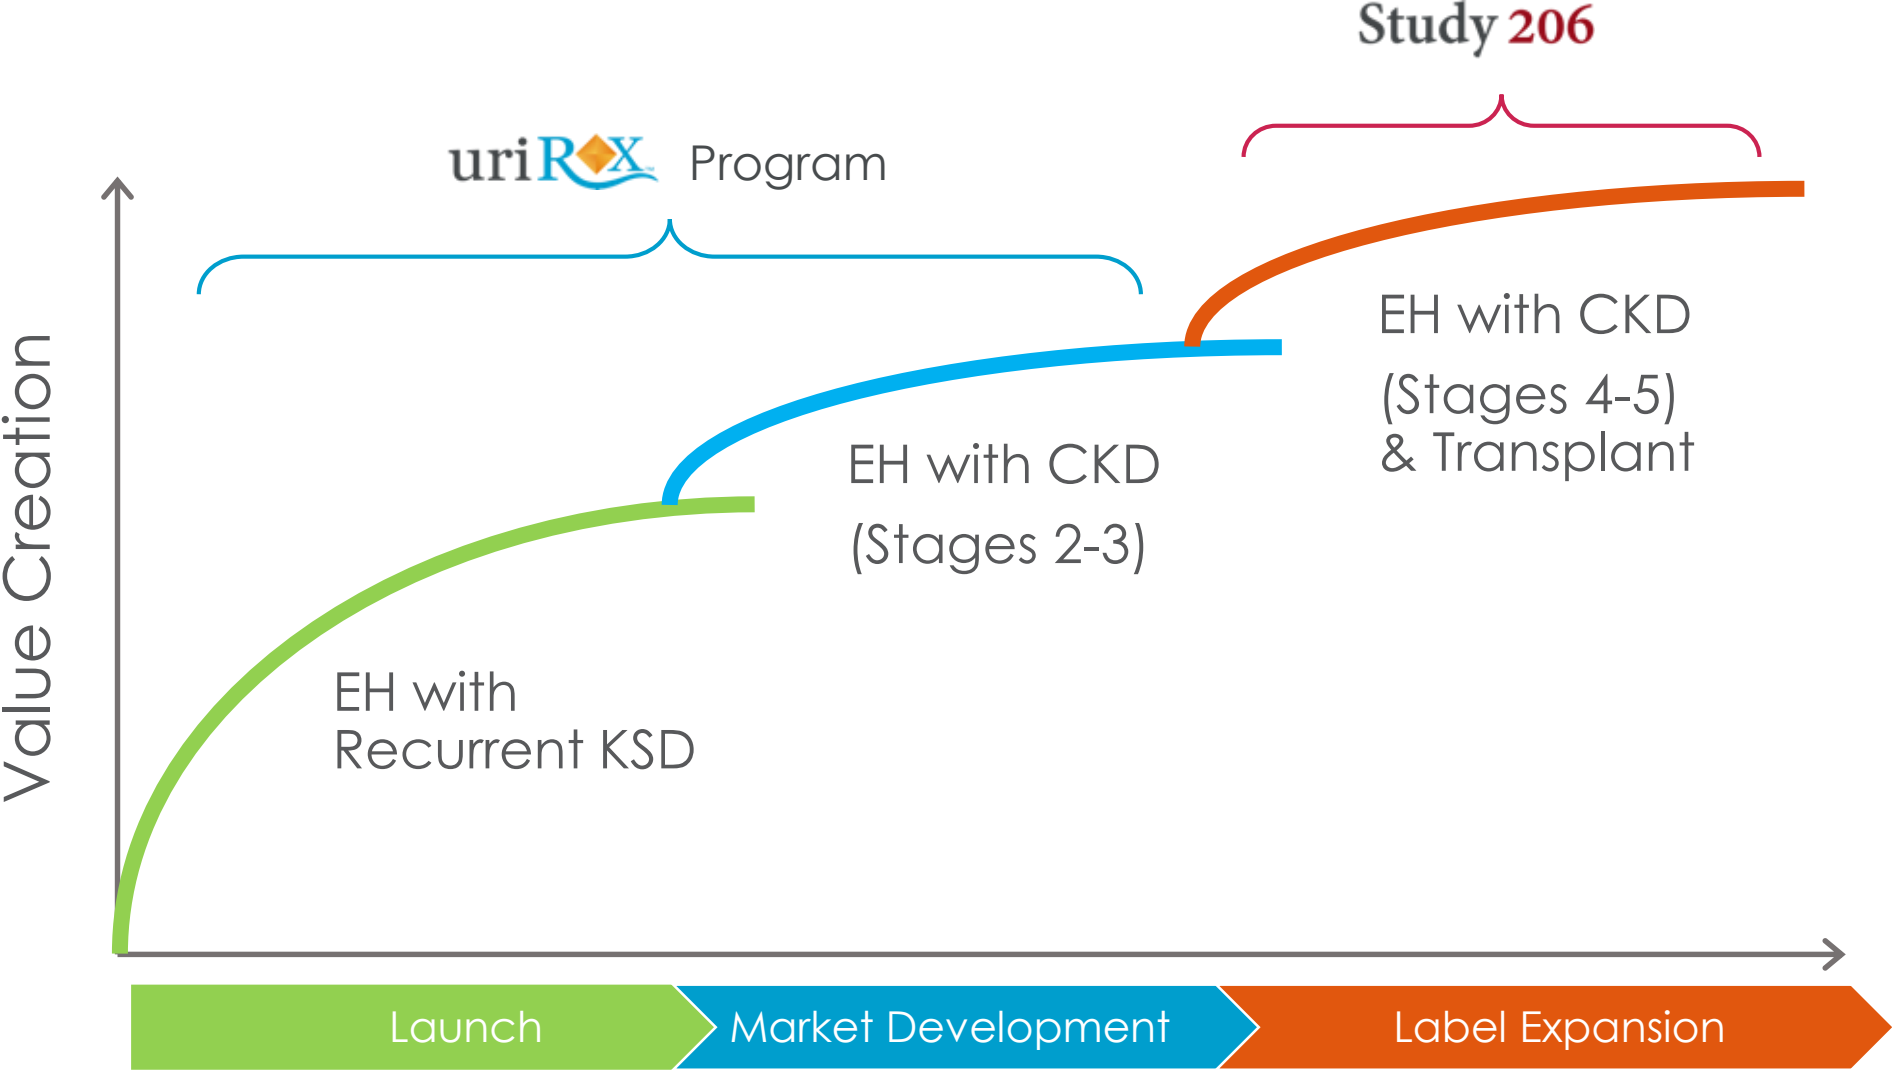 Study 206
uriROX™ Program
Value Creation
EH with CKD
(Stages 4-5)
& Transplant
EH with CKD
(Stages 2-3)
EH with
Recurrent KSD
Launch
Market Development
Label Expansion